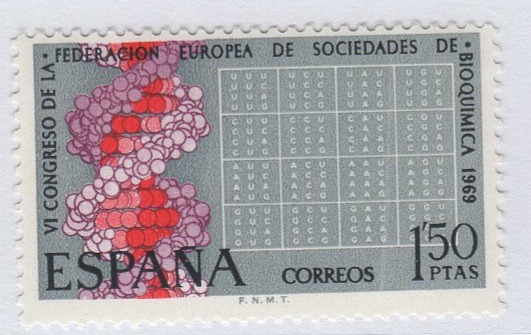 VI CONGRESO DE LA • FEDERACION EUROPEA DE SOCIEDADES DE • BIOQUIMICA 1969
UUU UCU UAU UGU
UUC UCC UAC UGC
UUA UCA UAA UGA
UUG UCG UAG UGG
CUU CCU CAU CGU
CUC CCC CAC CGC
CUA CCA CAA CGA
CUG CCG CAG CGG
AUU ACU AAU AGU
AUC ACC AAC AGC
AUA ACA AAA AGA
AUG ACG AAG AGG
GUU GCU GAU GGU
GUC GCC GAC GGC
GUA GCA GAA GGA
GUG GCG GAG GGG
ESPAÑA CORREOS 1'50 PTAS
F.N.M.T.